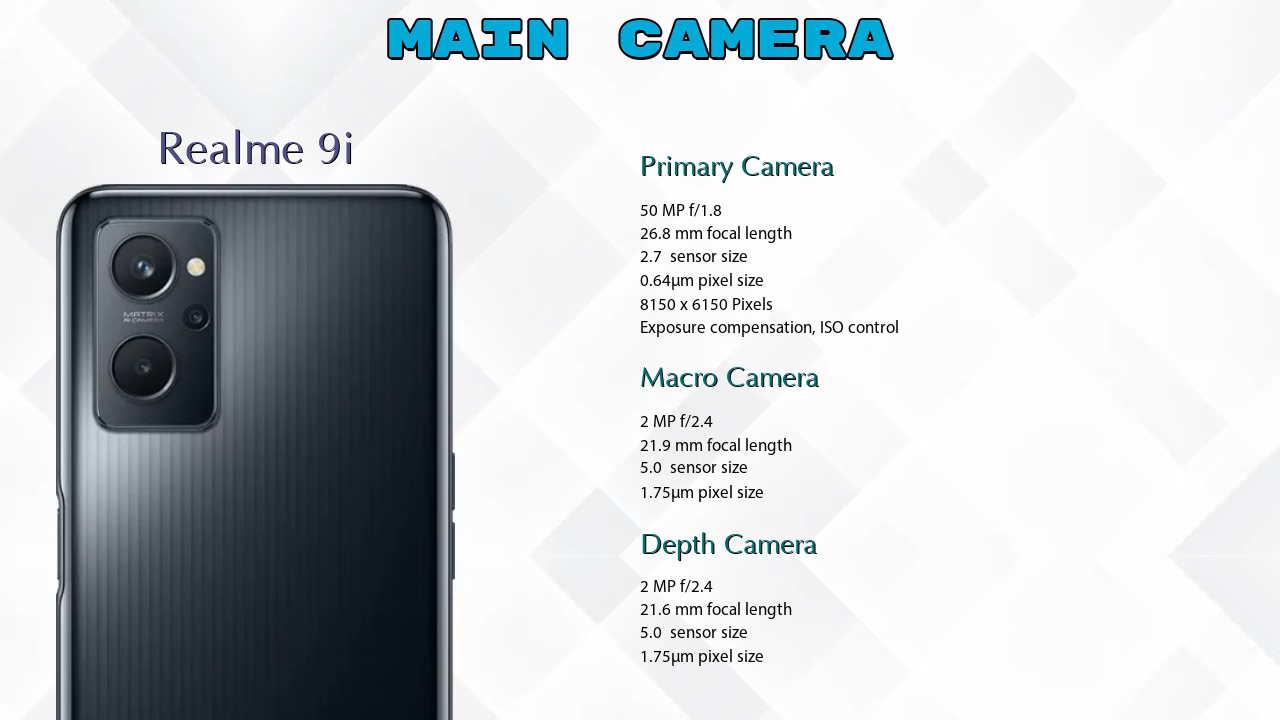 MAIN CAMERA
Realme 9i
MATRIX
AI CAMERA
Primary Camera
50 MP f/1.8
26.8 mm focal length
2.7  sensor size
0.64µm pixel size
8150 x 6150 Pixels
Exposure compensation, ISO control
Macro Camera
2 MP f/2.4
21.9 mm focal length
5.0  sensor size
1.75µm pixel size
Depth Camera
2 MP f/2.4
21.6 mm focal length
5.0  sensor size
1.75µm pixel size